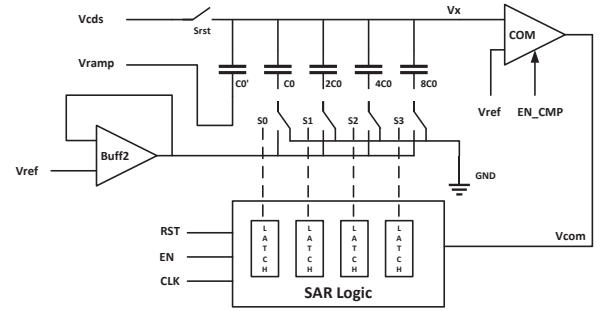 Vcds
Srst
Vx
COM
Vramp
C0'
C0
2C0
4C0
8C0
Vref
EN_CMP
S0
S1
S2
S3
Buff2
Vref
GND
RST
EN
CLK
LATCH
LATCH
LATCH
LATCH
Vcom
SAR Logic